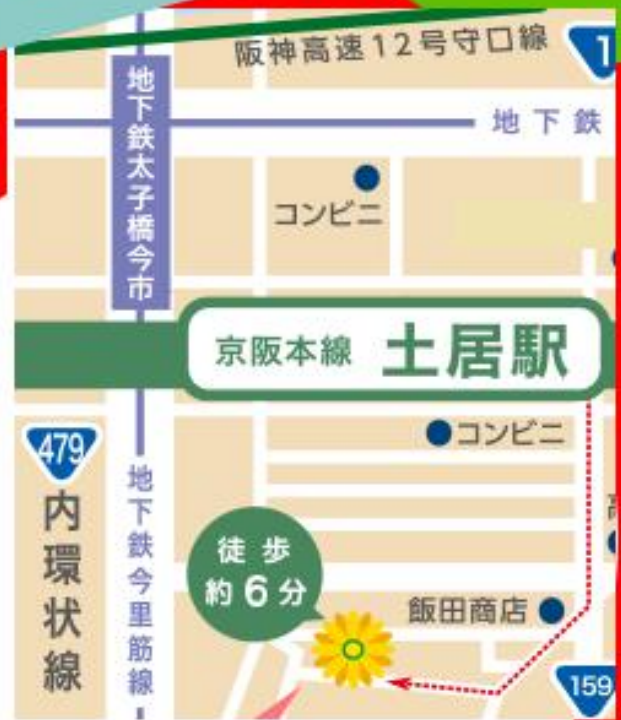 阪神高速12号守口線
1
地下鉄
地下鉄太子橋今市
コンビニ
京阪本線 土居駅
コンビニ
479
内環状線
地下鉄今里筋線
徒歩
約6分
飯田商店
159